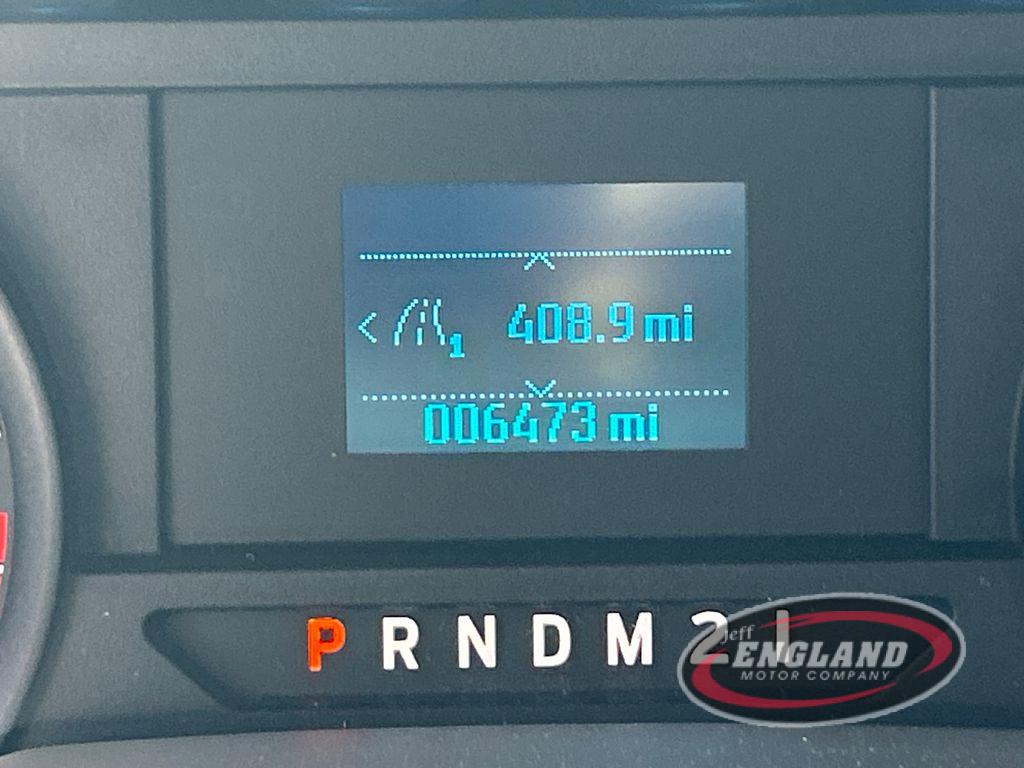 1 408.9 mi
006473 mi
P R N D M 2 1
Jeff
ENGLAND
MOTOR COMPANY